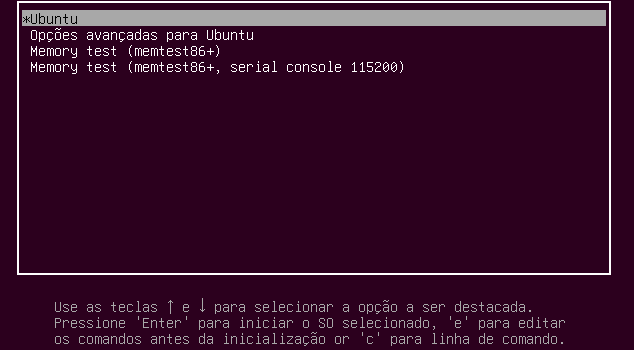 *Ubuntu
Opções avançadas para Ubuntu
Memory test (memtest86+)
Memory test (memtest86+, serial console 115200)
Use as teclas ↑ e ↓ para selecionar a opção a ser destacada.
Pressione 'Enter' para iniciar o SO selecionado, 'e' para editar
os comandos antes da inicialização or 'c' para linha de comando.